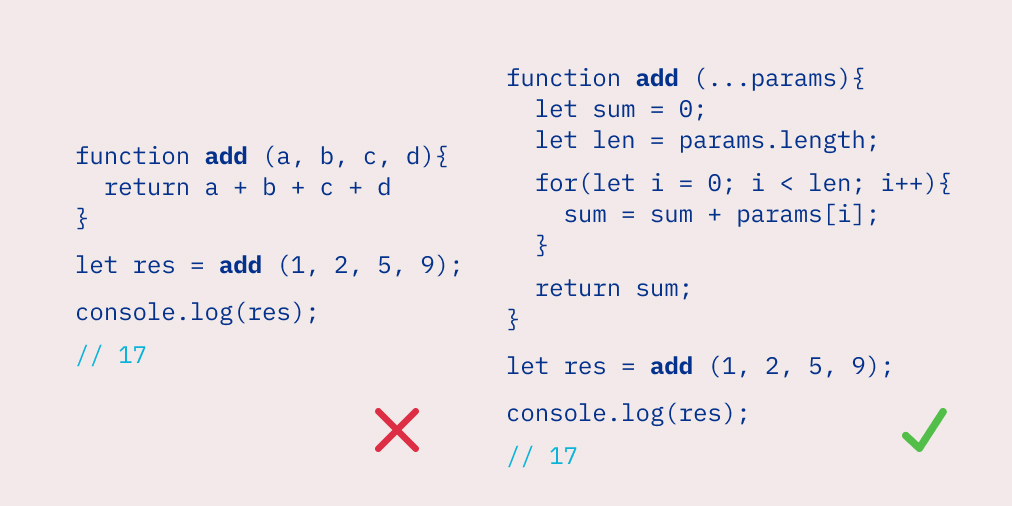 function add (a, b, c, d){
  return a + b + c + d
}
let res = add (1, 2, 5, 9);
console.log(res);
// 17
function add (...params){
  let sum = 0;
  let len = params.length;
  for(let i = 0; i < len; i++){
    sum = sum + params[i];
  }
  return sum;
}
let res = add (1, 2, 5, 9);
console.log(res);
// 17